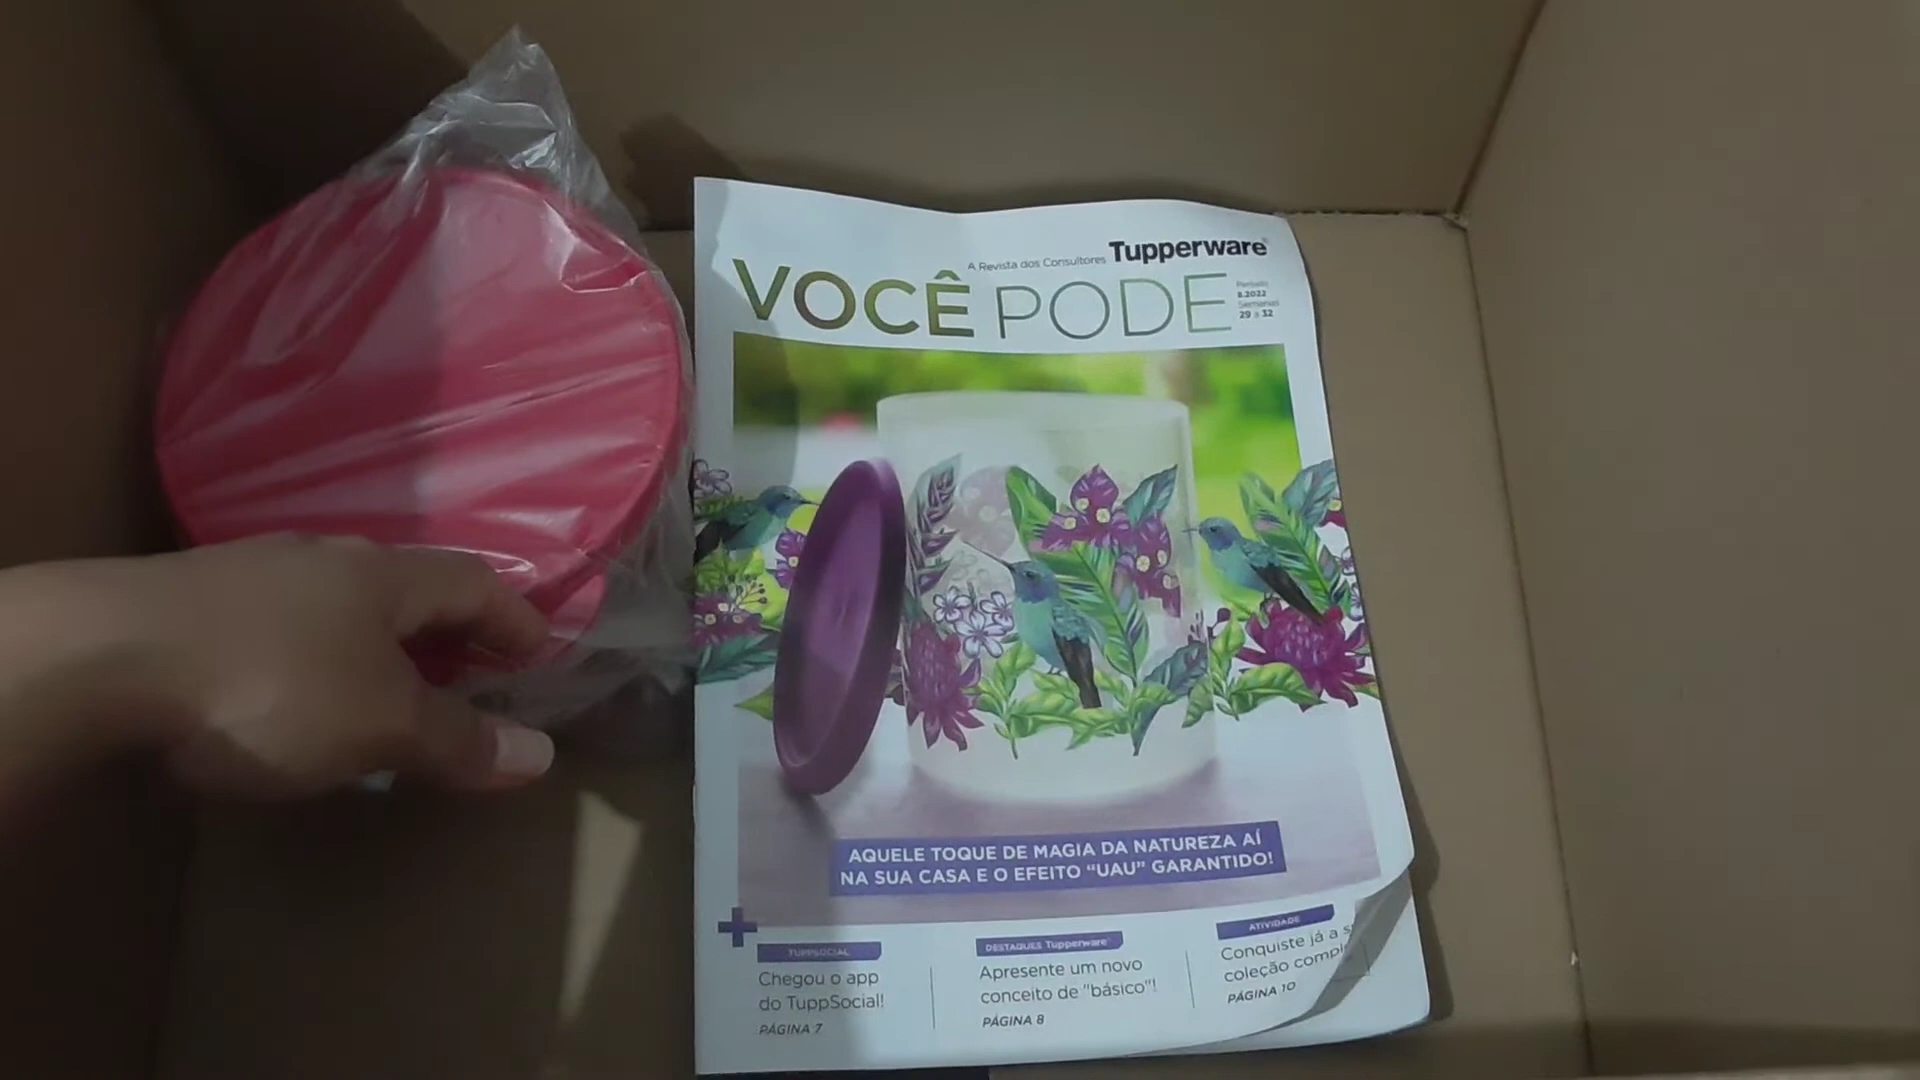 A Revista dos Consultores Tupperware
VOCÊ PODE
Período
8.2022
Semanas
29 a 32
AQUELE TOQUE DE MAGIA DA NATUREZA AÍ
NA SUA CASA E O EFEITO “UAU” GARANTIDO!
+
TUPPSOCIAL
Chegou o app
do TuppSocial!
PÁGINA 7
DESTAQUES Tupperware
Apresente um novo
conceito de "básico"!
PÁGINA 8
ATIVIDADE
Conquiste já a
coleção
PÁGINA 10